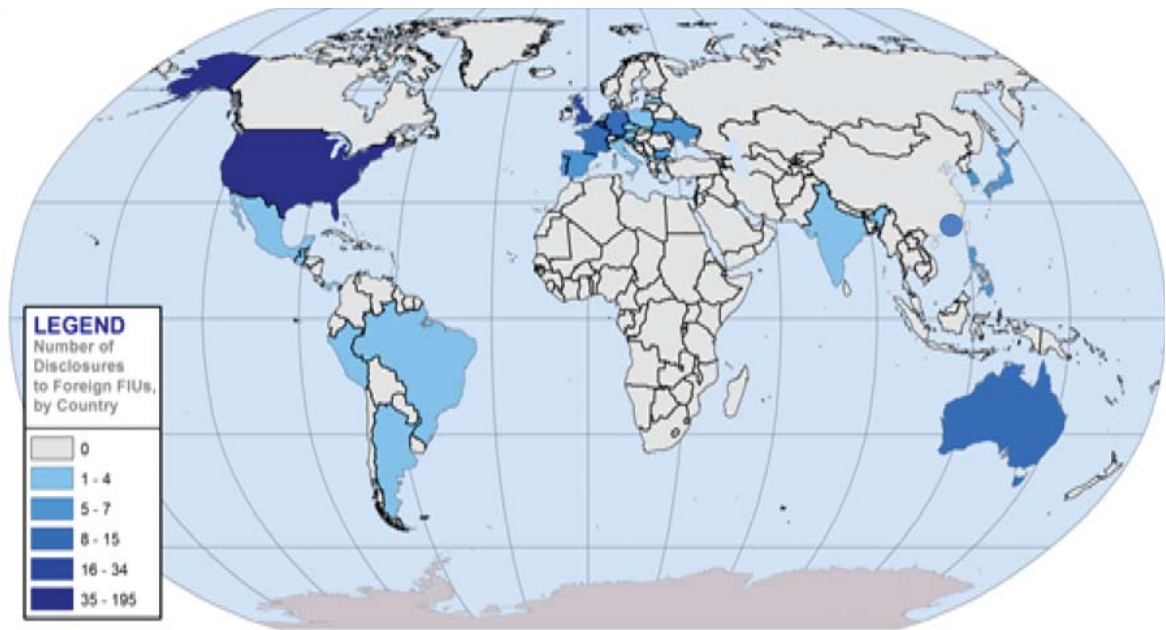 LEGEND
Number of
Disclosures
to Foreign FIUs,
by Country
0
1 - 4
5 - 7
8 - 15
16 - 34
35 - 195